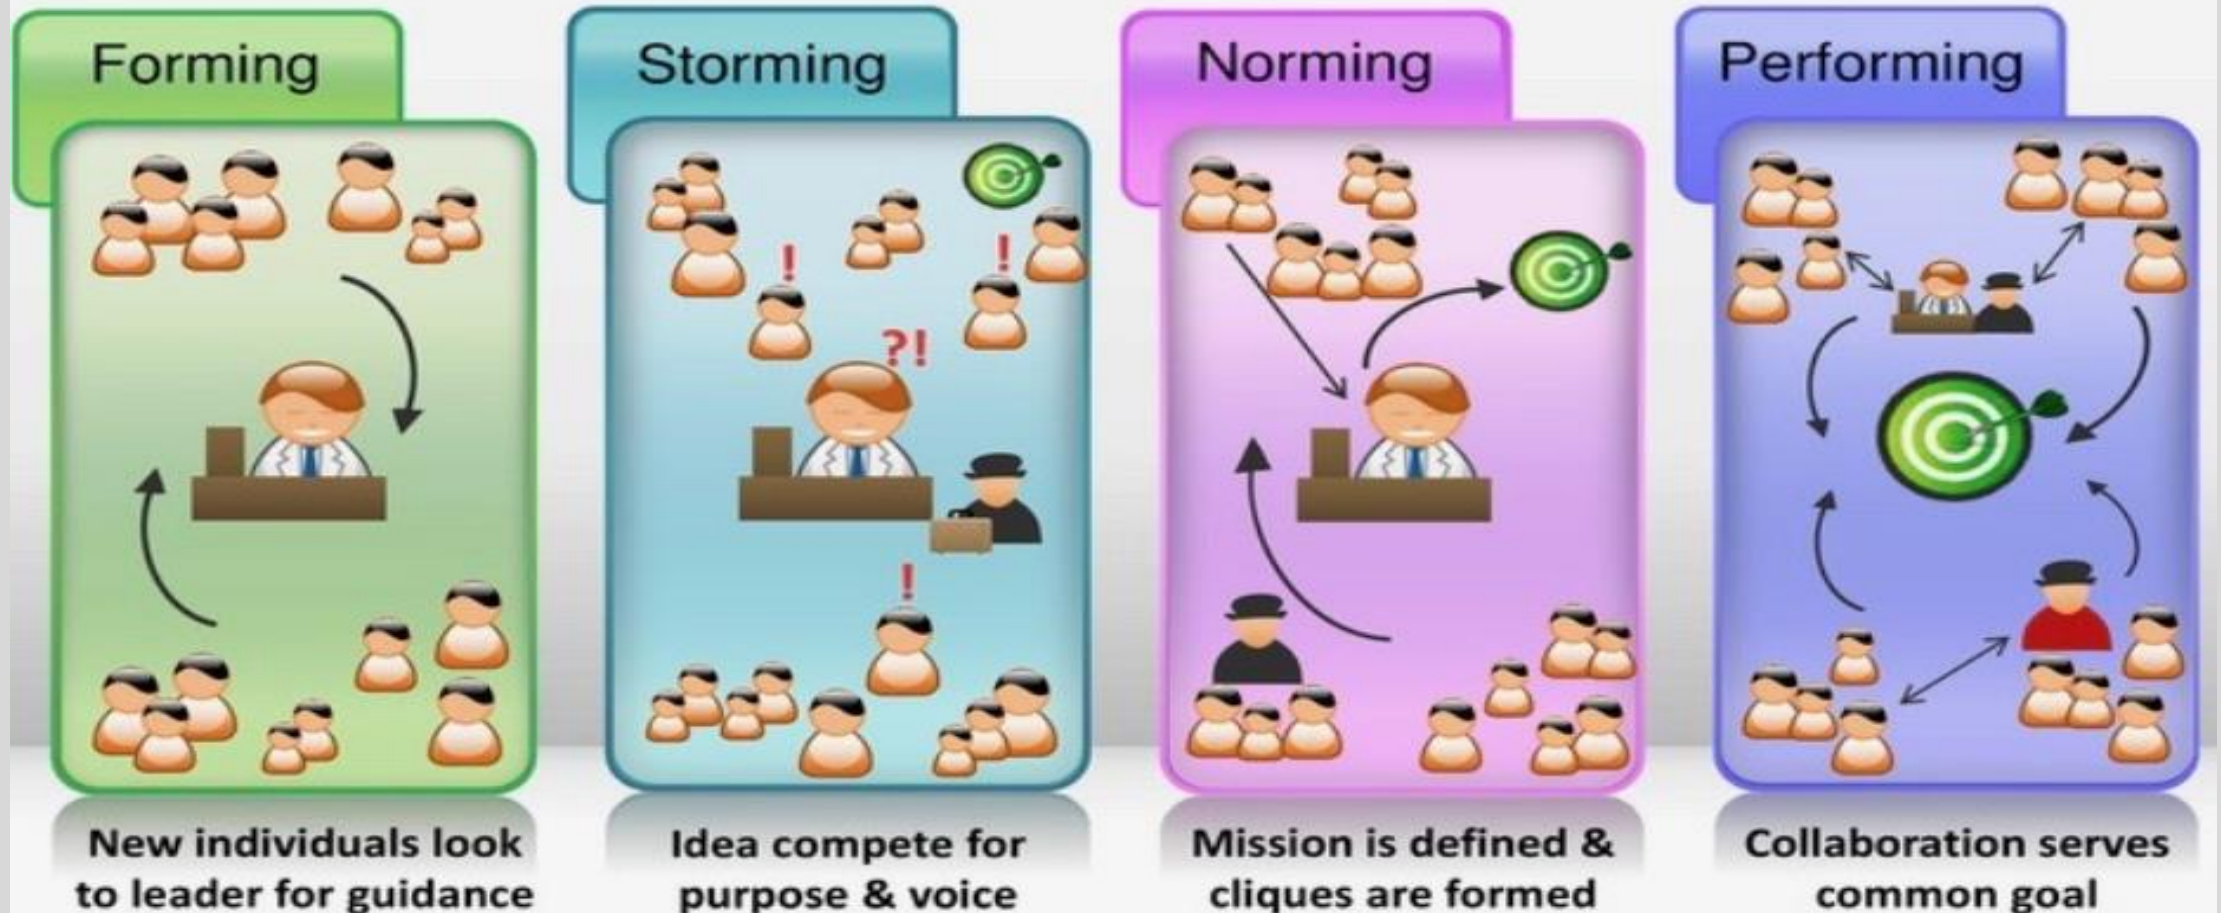 Forming
Storming
Norming
Performing
!
!
?!
!
New individuals look
to leader for guidance
Idea compete for
purpose & voice
Mission is defined &
cliques are formed
Collaboration serves
common goal